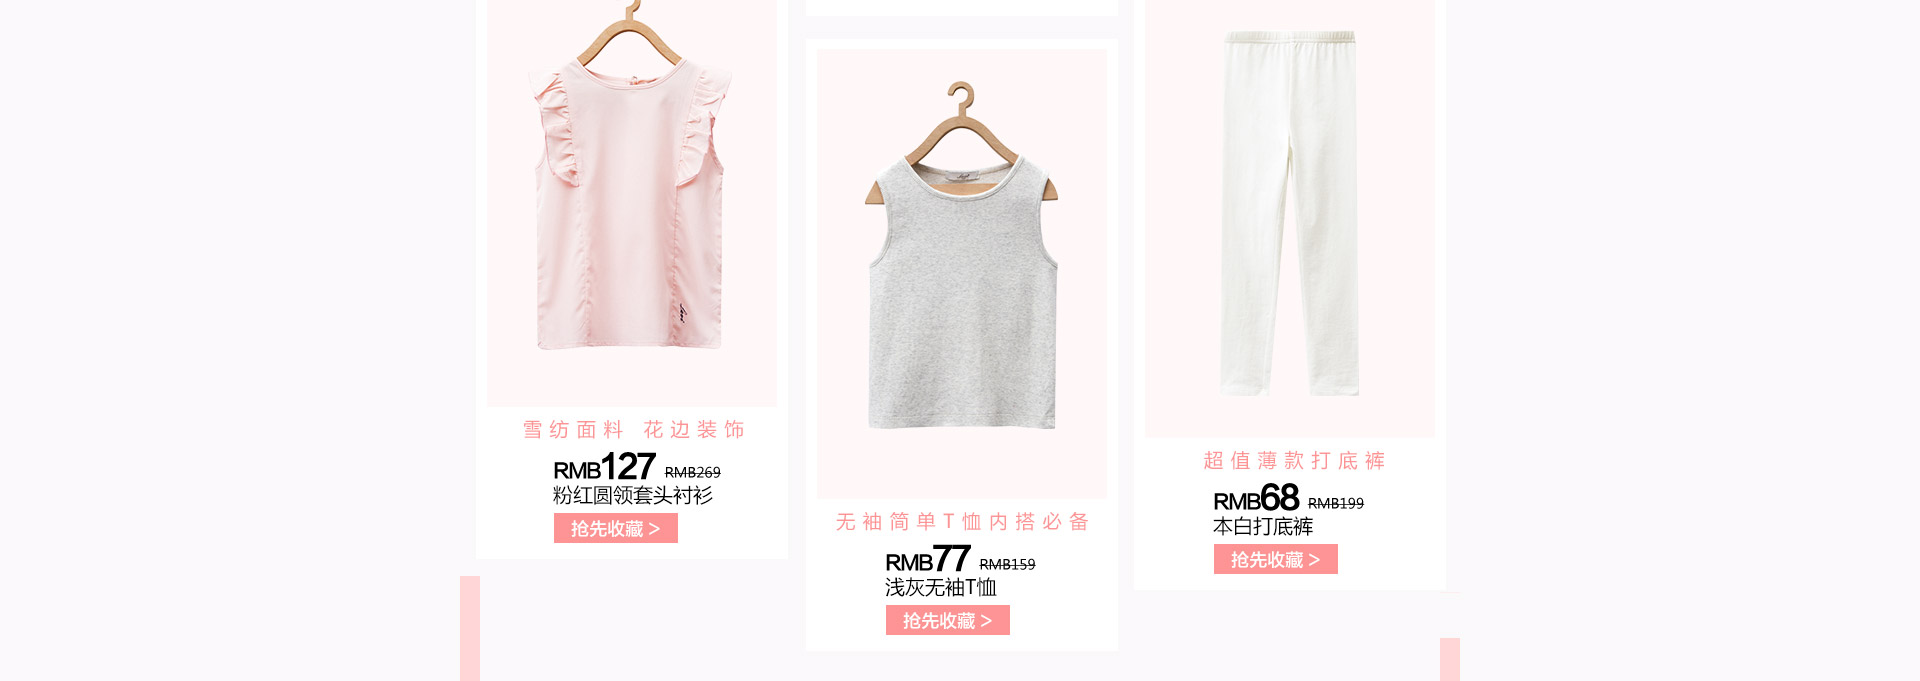 雪纺面料 花边装饰
RMB127 RMB269
粉红圆领套头衬衫
抢先收藏 >
无袖简单T恤内搭必备
RMB77 RMB159
浅灰无袖T恤
抢先收藏 >
超值薄款打底裤
RMB68 RMB199
本白打底裤
抢先收藏 >